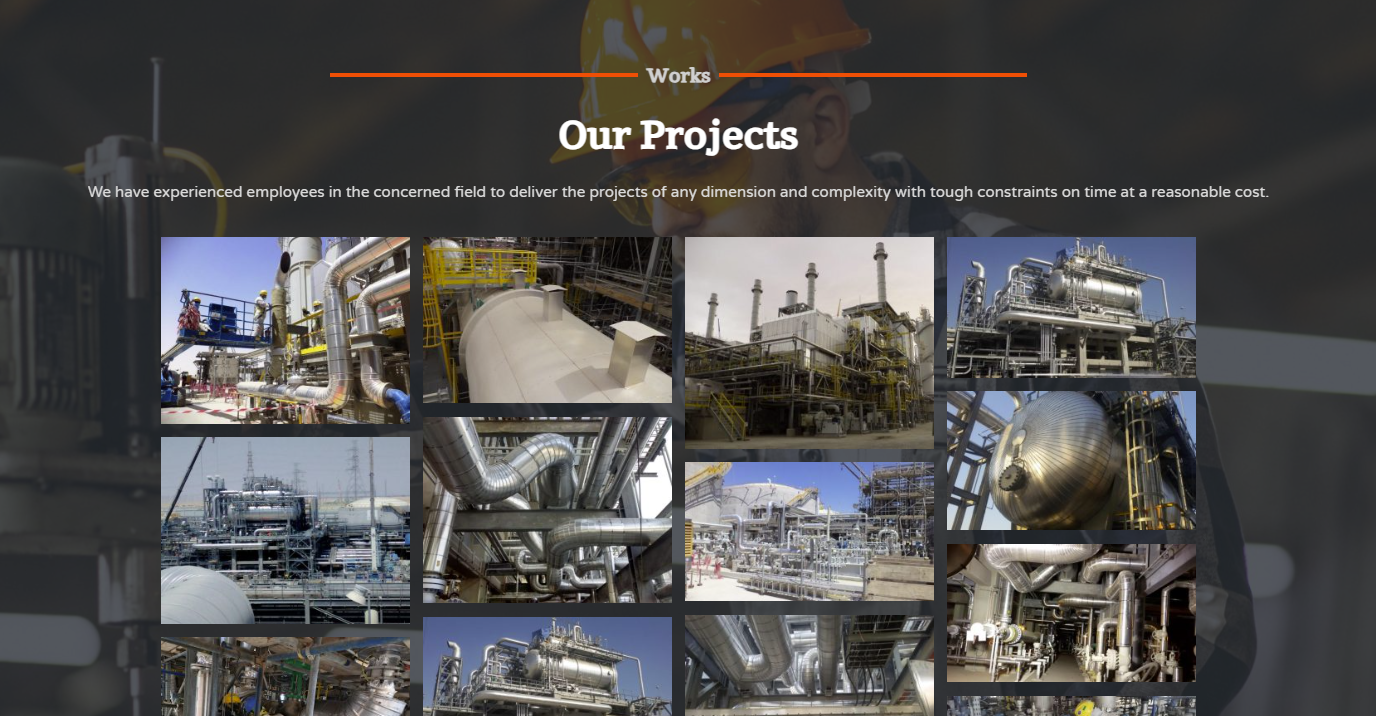 Works
Our Projects
We have experienced employees in the concerned field to deliver the projects of any dimension and complexity with tough constraints on time at a reasonable cost.